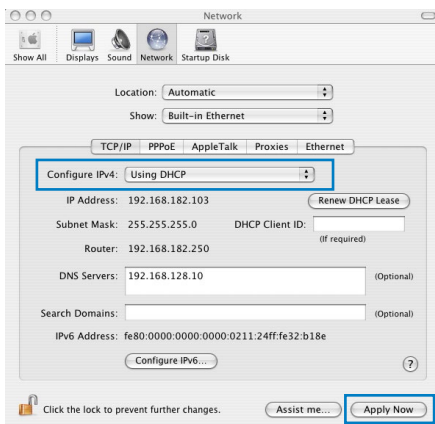 Network
Show All Displays Sound Network Startup Disk
Location: Automatic
Show: Built-in Ethernet
TCP/IP PPPoE AppleTalk Proxies Ethernet
Configure IPv4: Using DHCP
IP Address: 192.168.182.103 Renew DHCP Lease
Subnet Mask: 255.255.255.0 DHCP Client ID:
(If required)
Router: 192.168.182.250
DNS Servers: 192.168.128.10 (Optional)
Search Domains: (Optional)
IPv6 Address: fe80:0000:0000:0000:0211:24ff:fe32:b18e
Configure IPv6... ?
Click the lock to prevent further changes. Assist me... Apply Now